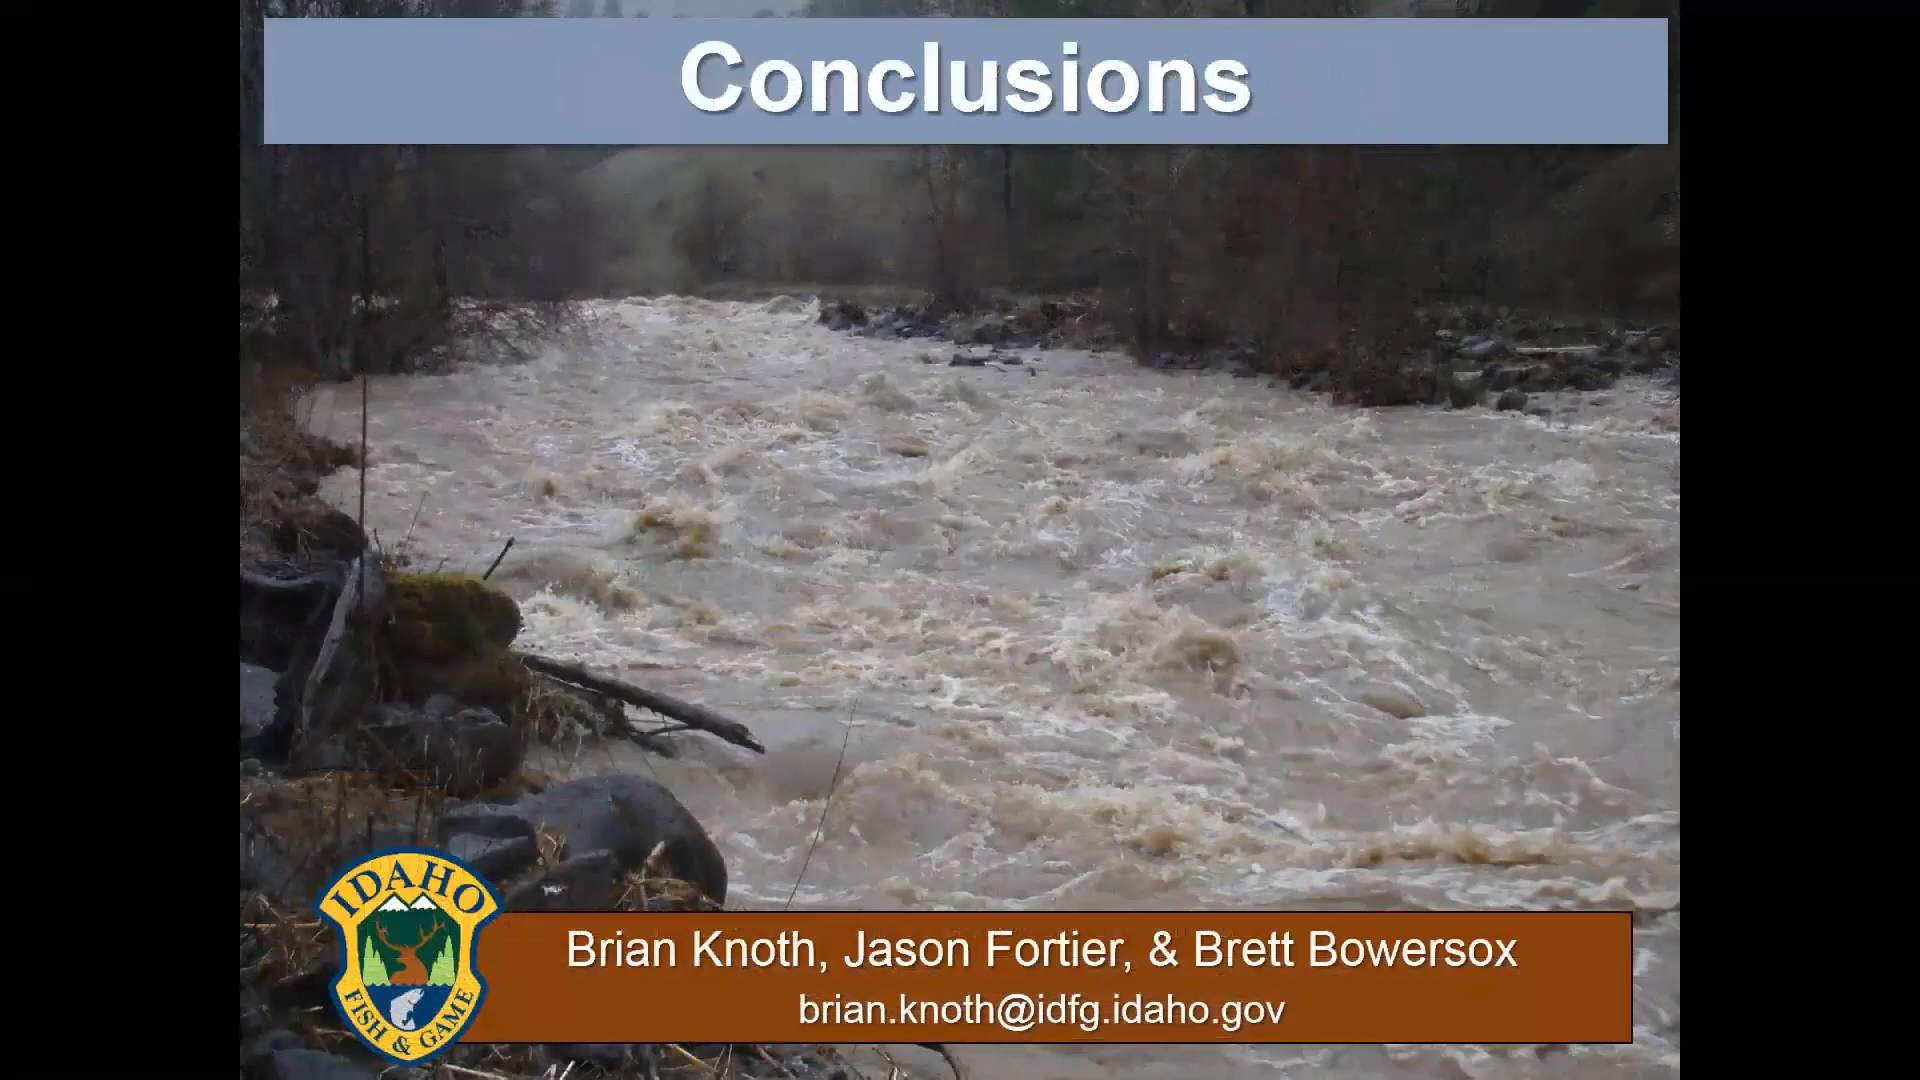 Conclusions
IDAHO
FISH & GAME
Brian Knoth, Jason Fortier, & Brett Bowersox
brian.knoth@idfg.idaho.gov